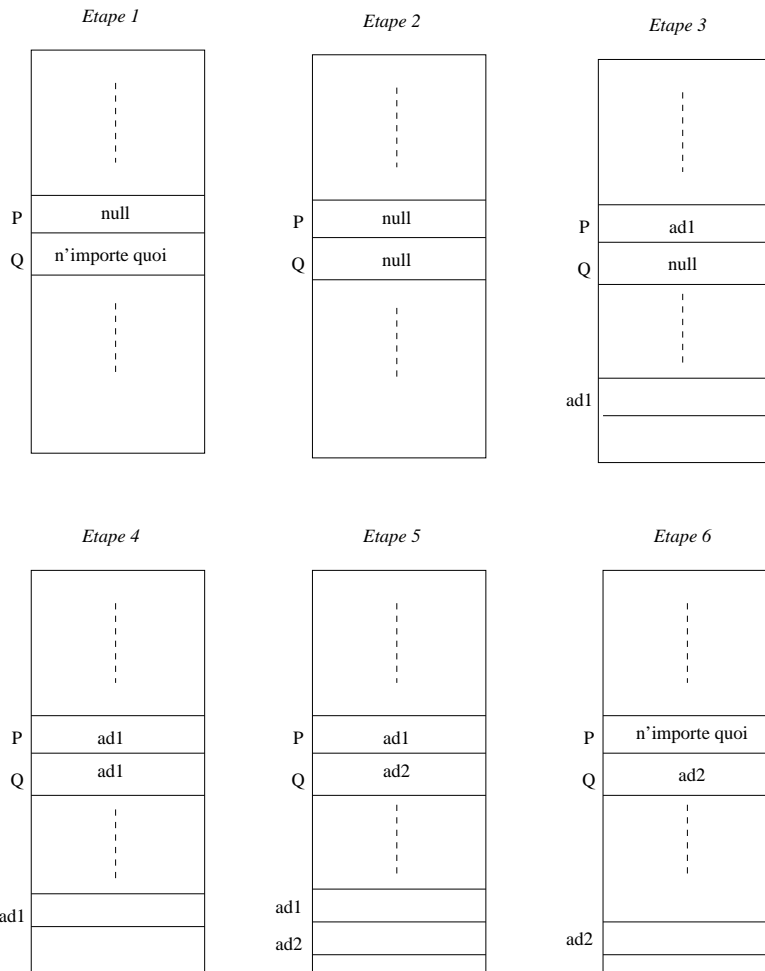 Etape 1
Etape 2
Etape 3
P null
Q n'importe quoi
P null
Q null
P ad1
Q null
ad1
Etape 4
Etape 5
Etape 6
P ad1
Q ad1
ad1
P ad1
Q ad2
ad1
ad2
P n'importe quoi
Q ad2
ad2